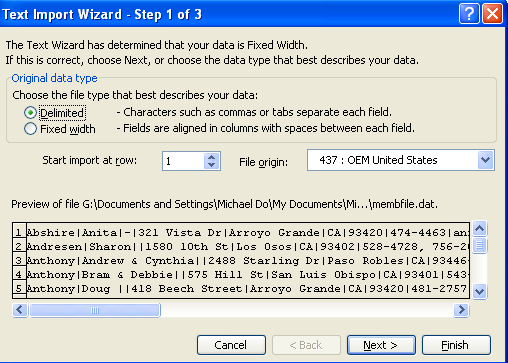 Text Import Wizard - Step 1 of 3
The Text Wizard has determined that your data is Fixed Width.
If this is correct, choose Next, or choose the data type that best describes your data.
Original data type
Choose the file type that best describes your data:
Delimited - Characters such as commas or tabs separate each field.
Fixed width - Fields are aligned in columns with spaces between each field.
Start import at row: 1 File origin: 437 : OEM United States
Preview of file G:\Documents and Settings\Michael Do\My Documents\Mi...\membfile.dat.
1 Abshire|Anita|-|321 Vista Dr|Arroyo Grande|CA|93420|474-4463|an
2 Andresen|Sharon||1580 10th St|Los Osos|CA|93402|528-4728, 756-2
3 Anthony|Andrew & Cynthia||2488 Starling Dr|Paso Robles|CA|93446
4 Anthony|Bram & Debbie||575 Hill St|San Luis Obispo|CA|93401|543
5 Anthony|Doug ||418 Beech Street|Arroyo Grande|CA|93420|481-2757
Cancel < Back Next > Finish